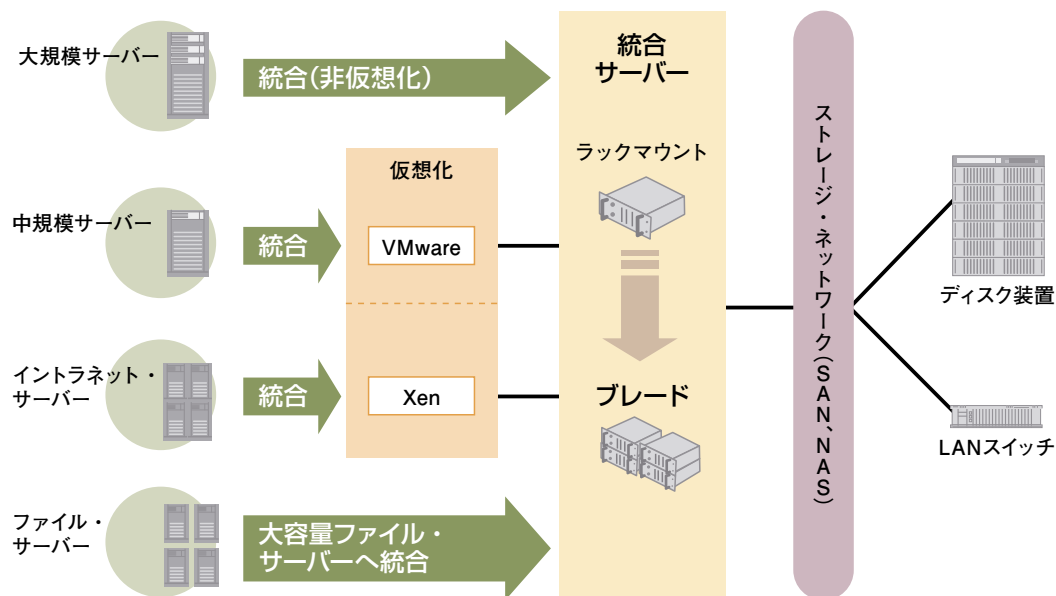 大規模サーバー
統合(非仮想化)
統合
サーバー
ラックマウント
仮想化
中規模サーバー
統合
VMware
イントラネット・
サーバー
統合
Xen
ブレード
ファイル・
サーバー
大容量ファイル・
サーバーへ統合
ストレージ・ネットワーク(SAN、NAS)
ディスク装置
LANスイッチ